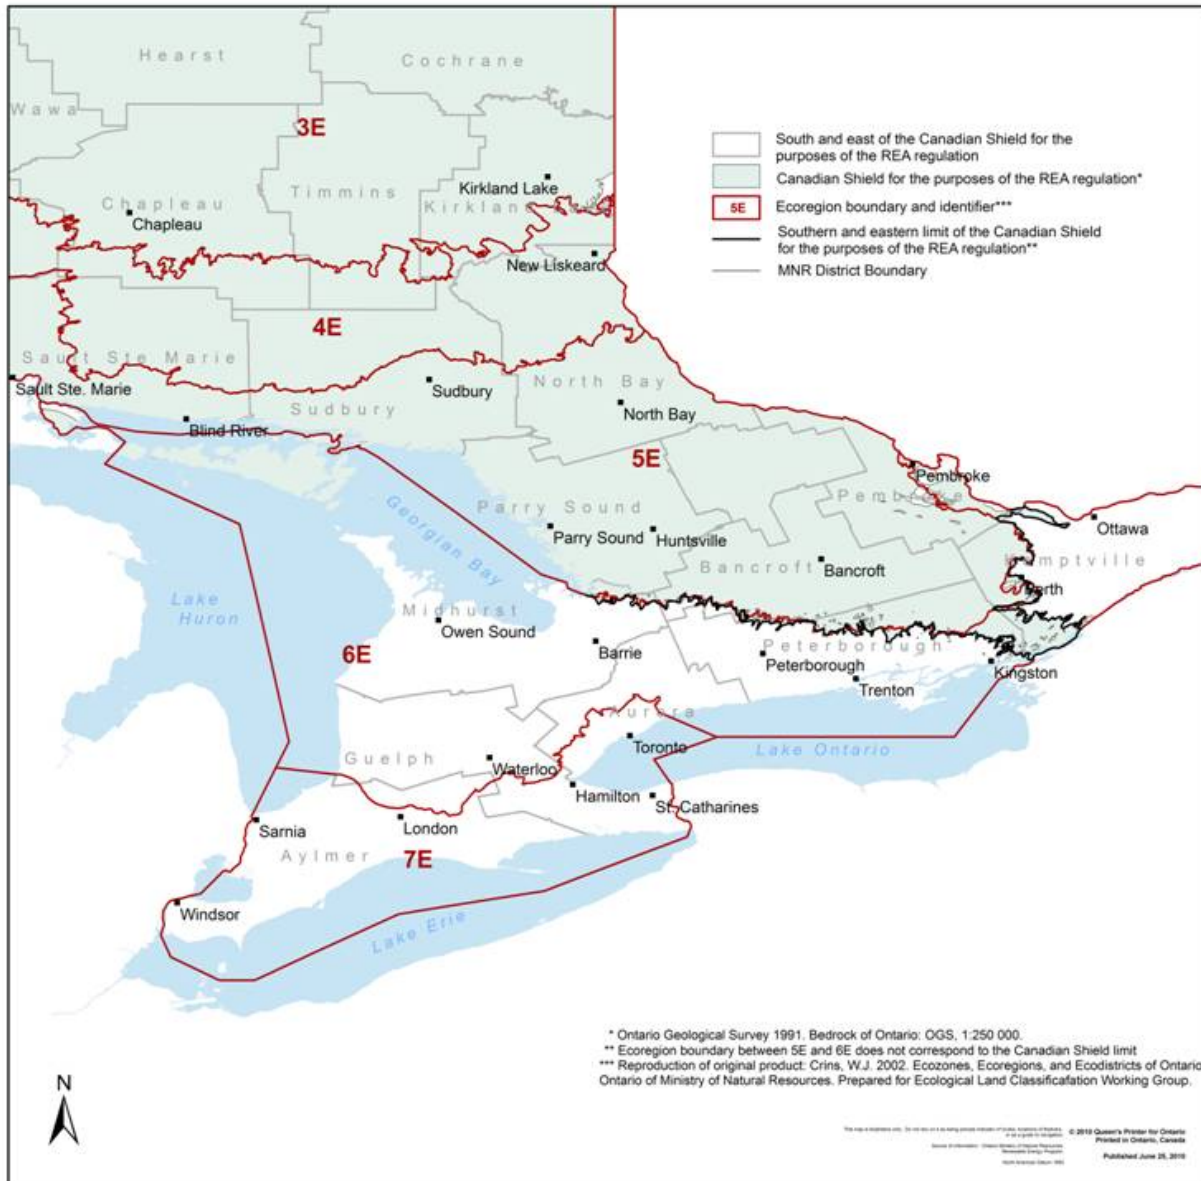 Hearst
Cochrane
Wawa
3E
South and east of the Canadian Shield for the
purposes of the REA regulation
Canadian Shield for the purposes of the REA regulation*
5E
Ecoregion boundary and identifier***
Southern and eastern limit of the Canadian Shield
for the purposes of the REA regulation**
MNR District Boundary
Kirkland Lake
Timmins
Chapleau
Kirkland
Chapleau
New Liskeard
4E
Sault Ste Marie
Sault Ste. Marie
Sudbury
North Bay
Sudbury
North Bay
Blind River
5E
Pembroke
Pembroke
Georgian Bay
Parry Sound
Parry Sound
Huntsville
Ottawa
Bancroft
Bancroft
Perth
Lake
Huron
Midhurst
Owen Sound
Barrie
6E
Peterborough
Peterborough
Kingston
Trenton
Aurora
Toronto
Lake Ontario
Guelph
Waterloo
Hamilton
St. Catharines
Sarnia
London
Aylmer
7E
Windsor
Lake Erie
* Ontario Geological Survey 1991. Bedrock of Ontario: OGS, 1:250 000.
** Ecoregion boundary between 5E and 6E does not correspond to the Canadian Shield limit
*** Reproduction of original product: Crins, W.J. 2002. Ecozones, Ecoregions, and Ecodistricts of Ontario
Ontario of Ministry of Natural Resources. Prepared for Ecological Land Classificafation Working Group.
N
© 2010 Queen's Printer for Ontario
Printed in Ontario, Canada
Published June 25, 2010